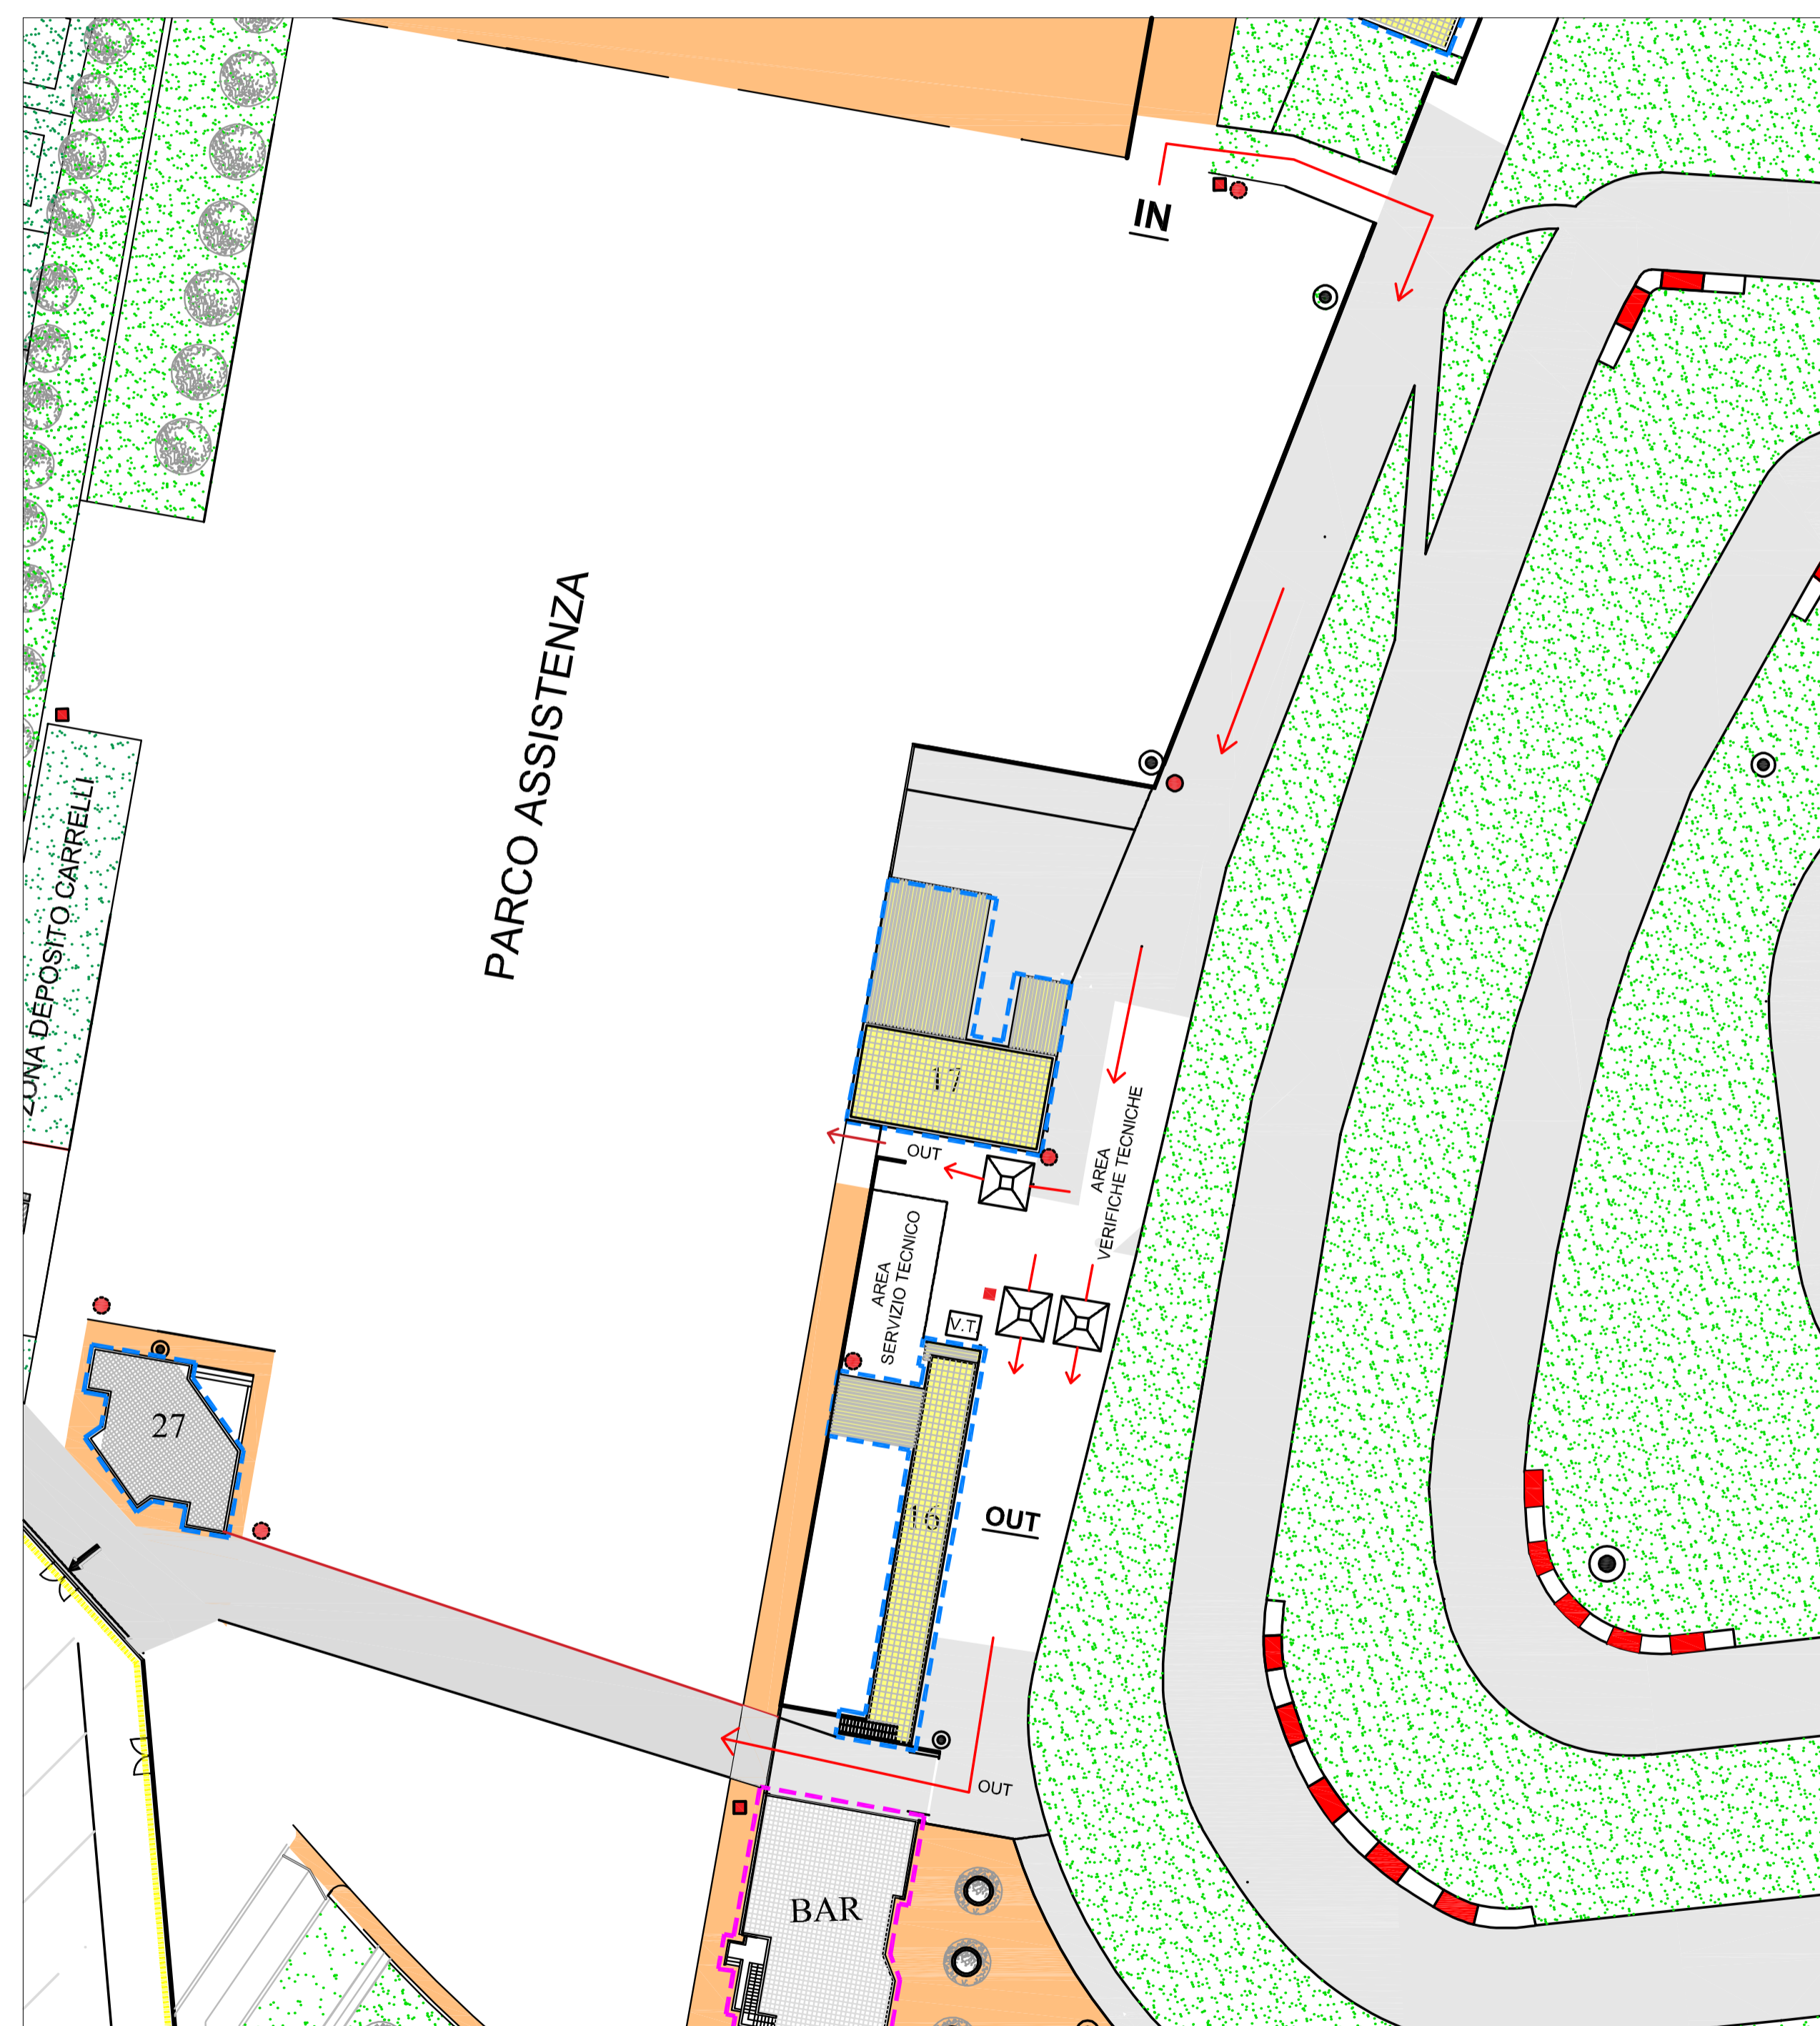 IN
PARCO ASSISTENZA
ZONA DEPOSITO CARRELLI
17
OUT
AREA
VERIFICHE TECNICHE
AREA
SERVIZIO TECNICO
V.T
27
16
OUT
OUT
BAR